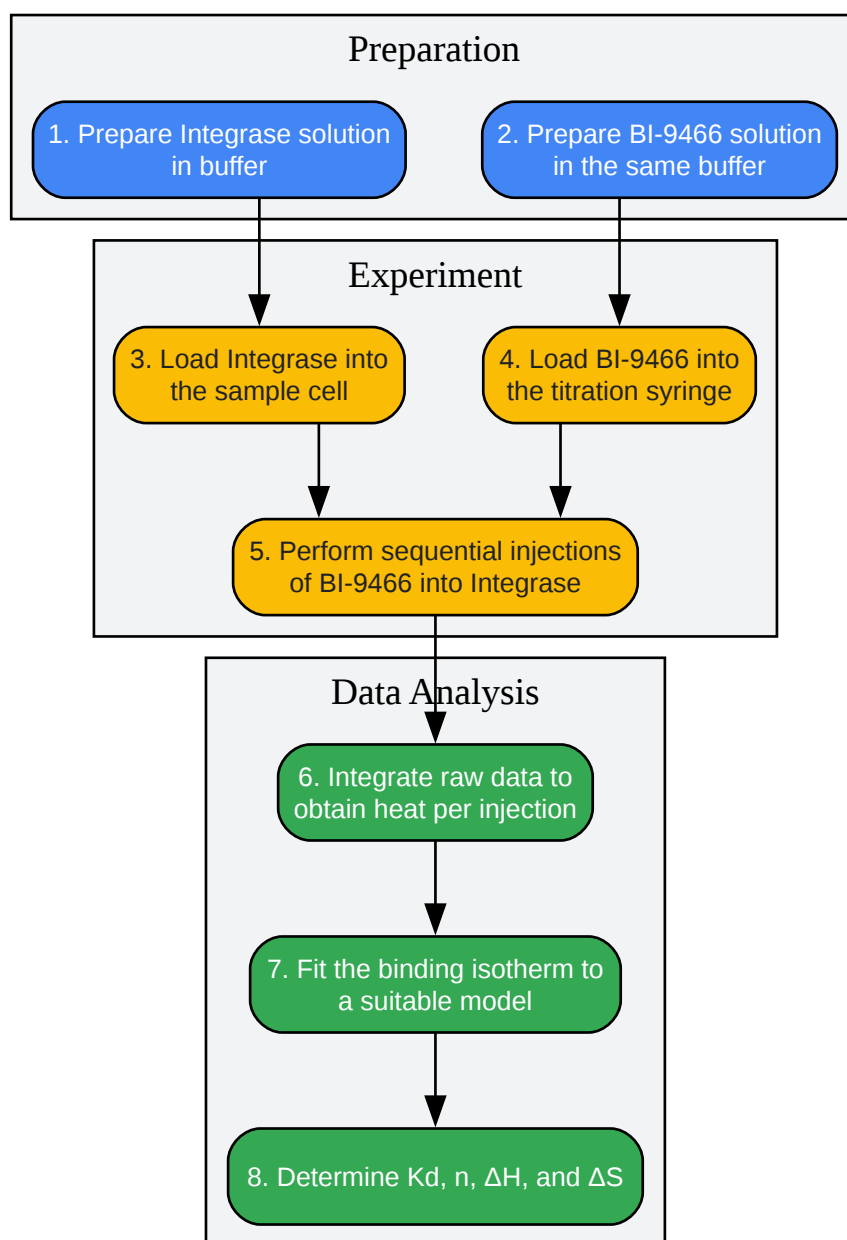 Preparation
1. Prepare Integrase solution
in buffer
2. Prepare BI-9466 solution
in the same buffer
Experiment
3. Load Integrase into
the sample cell
4. Load BI-9466 into
the titration syringe
5. Perform sequential injections
of BI-9466 into Integrase
Data Analysis
6. Integrate raw data to
obtain heat per injection
7. Fit the binding isotherm to
a suitable model
8. Determine Kd, n, ΔH, and ΔS